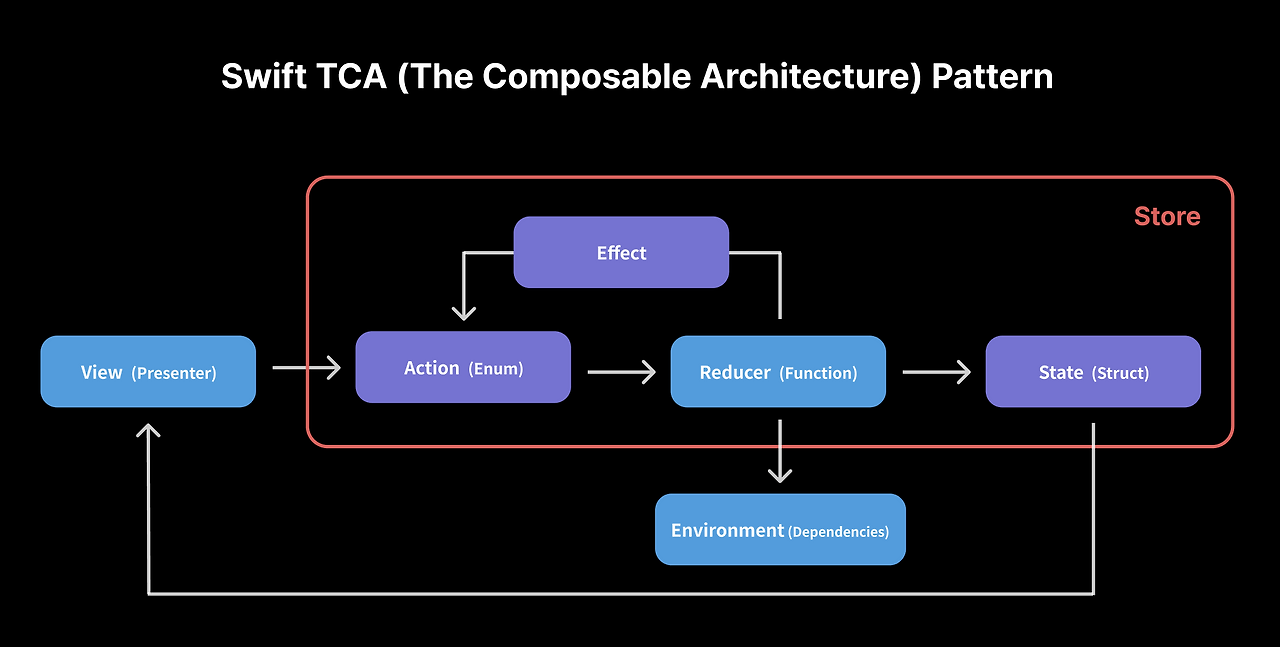 Swift TCA (The Composable Architecture) Pattern
Store
Effect
View (Presenter)
Action (Enum)
Reducer (Function)
State (Struct)
Environment (Dependencies)